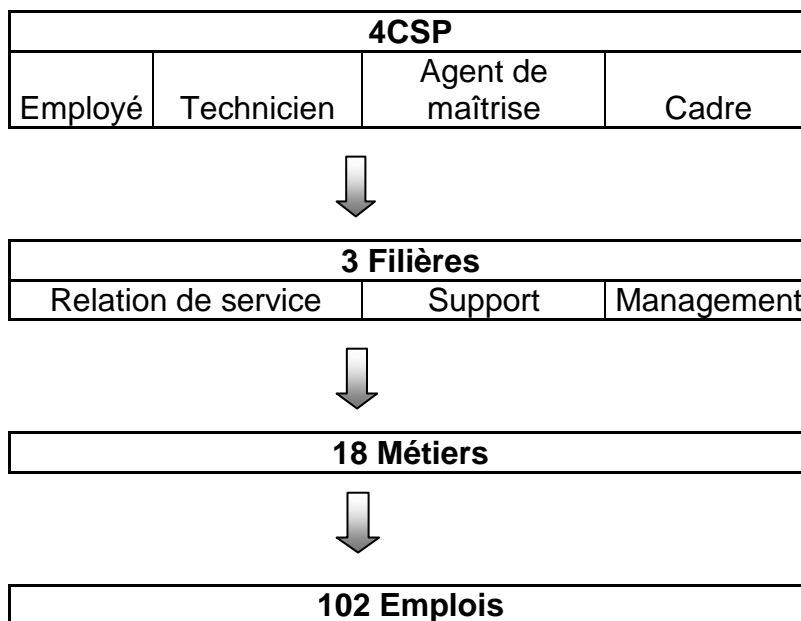 4CSP
Employé Technicien Agent de maîtrise Cadre
3 Filières
Relation de service Support Management
18 Métiers
102 Emplois